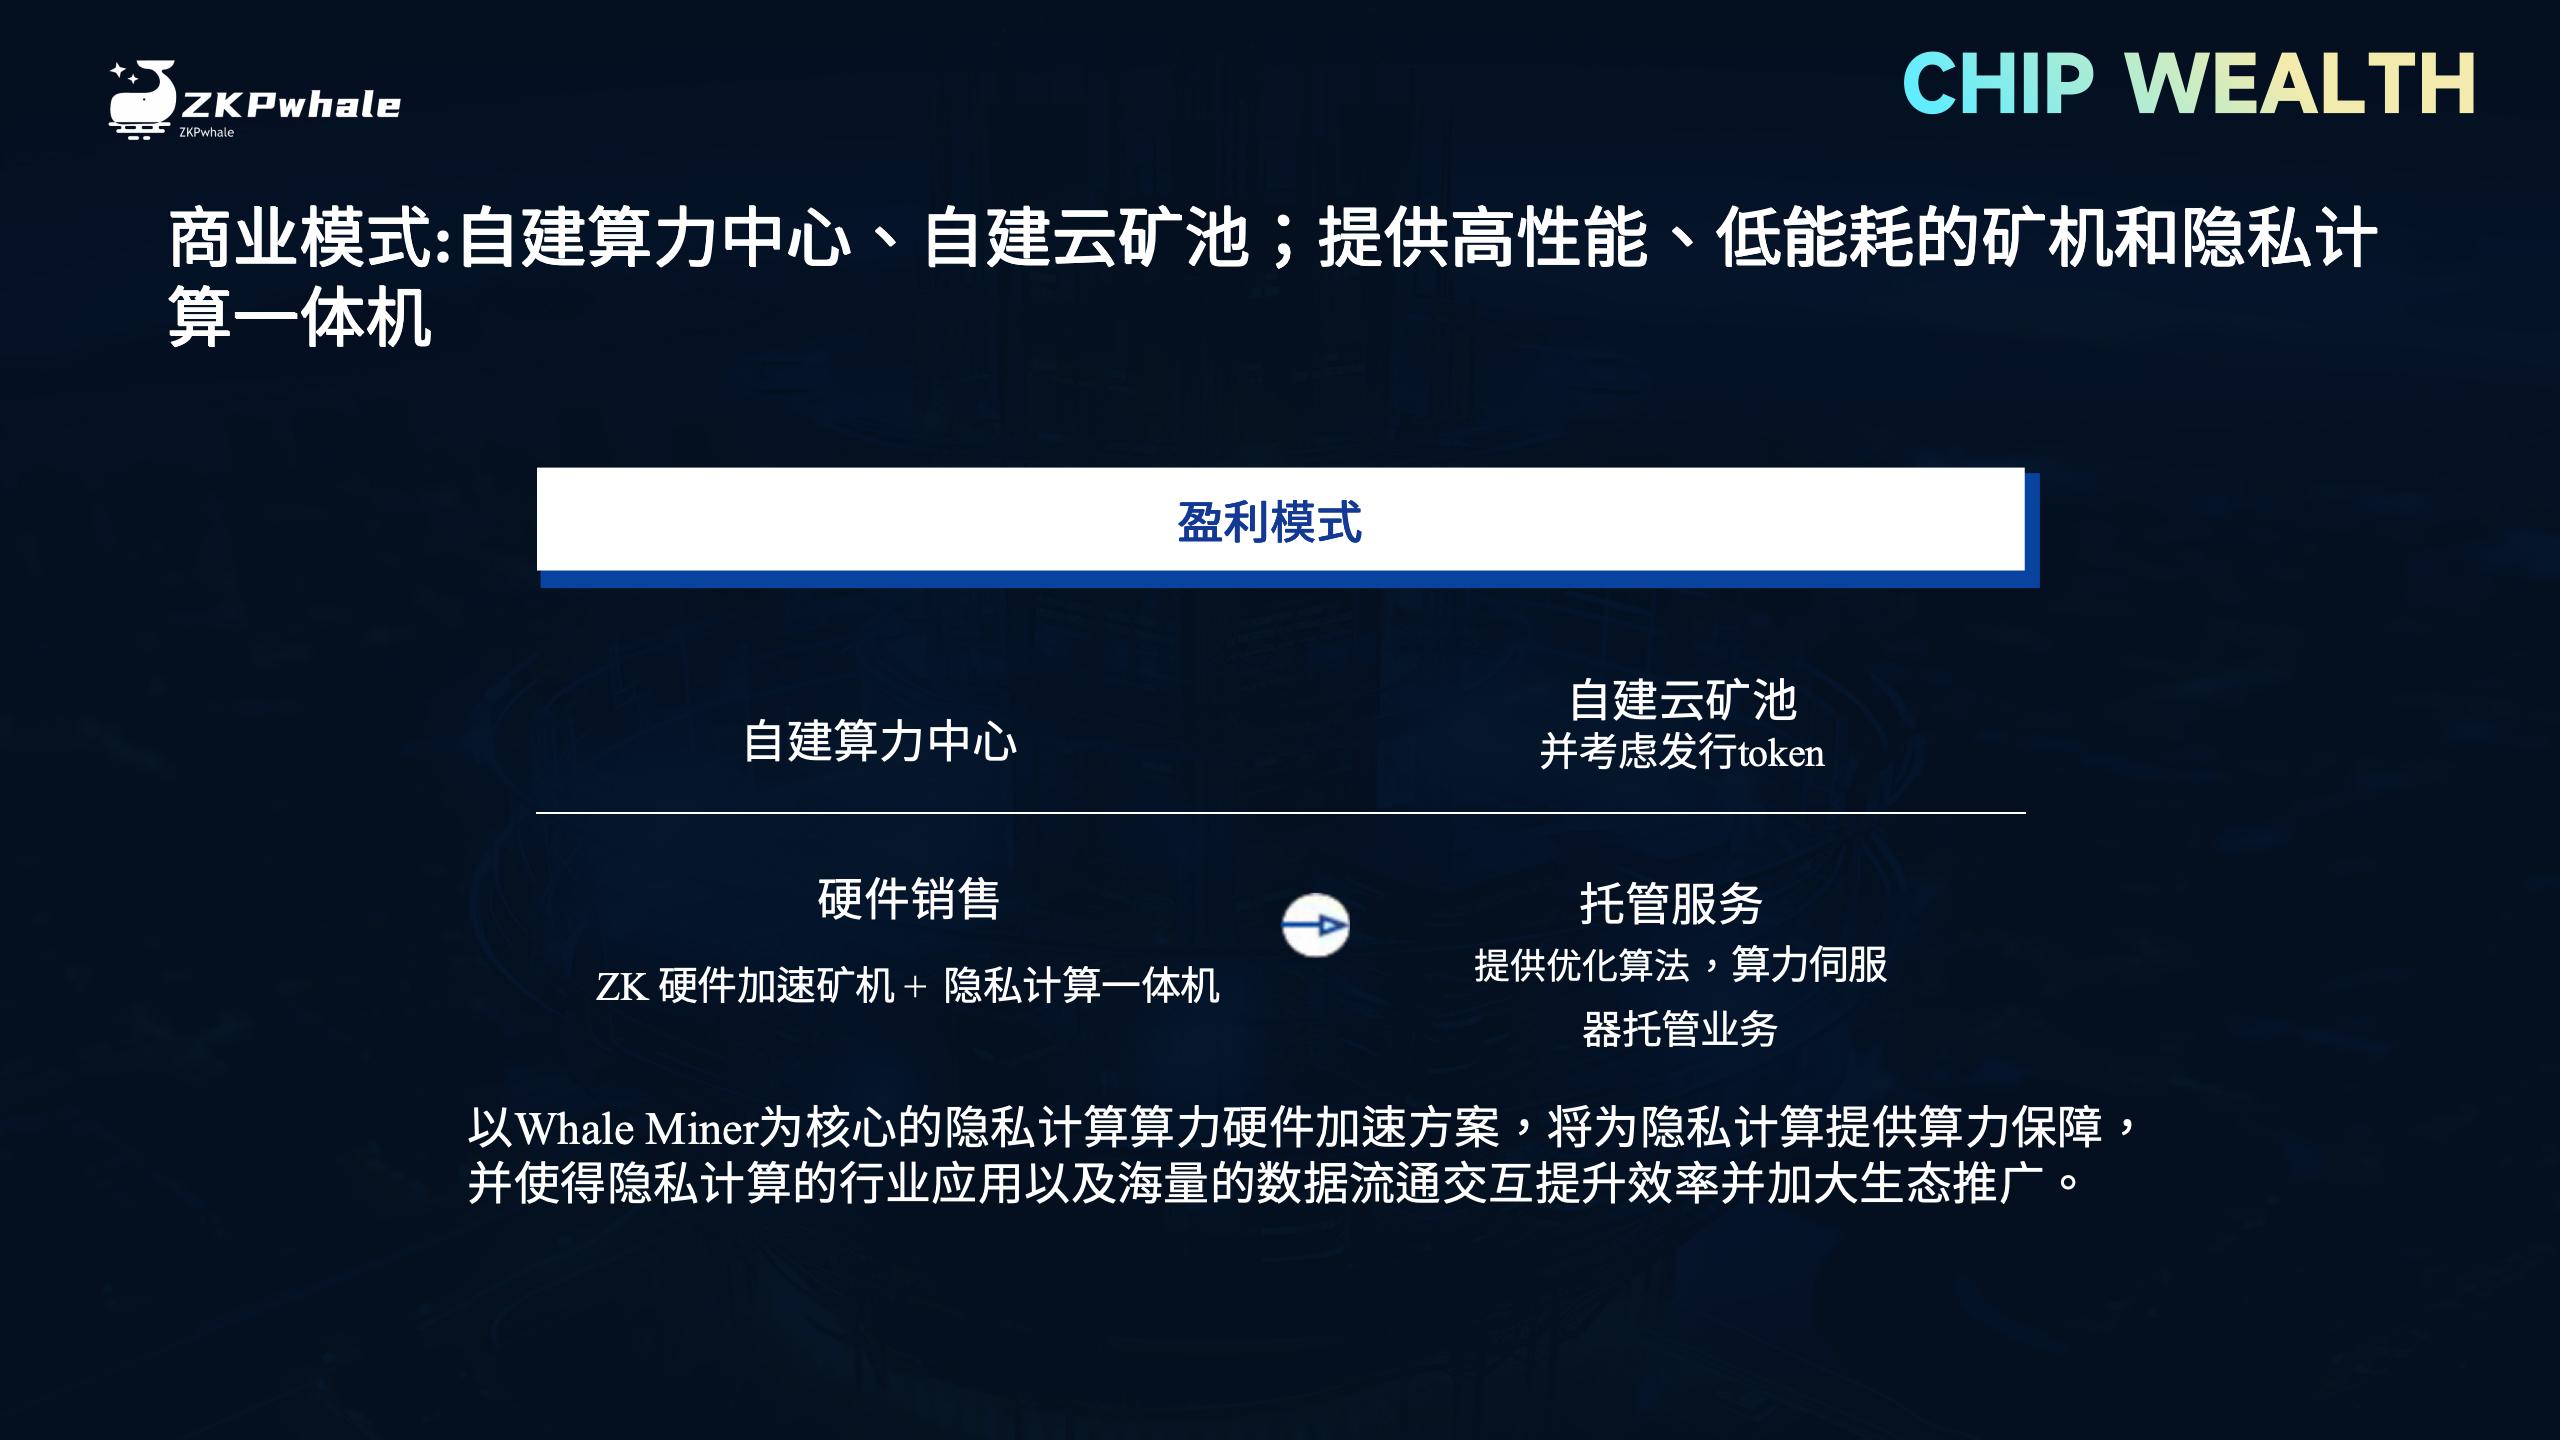 ZKPwhale
ZKPwhale
CHIP WEALTH
商业模式:自建算力中心、自建云矿池；提供高性能、低能耗的矿机和隐私计
算一体机
盈利模式
自建算力中心
自建云矿池
并考虑发行token
硬件销售
ZK 硬件加速矿机 + 隐私计算一体机
托管服务
提供优化算法，算力伺服
器托管业务
以Whale Miner为核心的隐私计算算力硬件加速方案，将为隐私计算提供算力保障，
并使得隐私计算的行业应用以及海量的数据流通交互提升效率并加大生态推广。